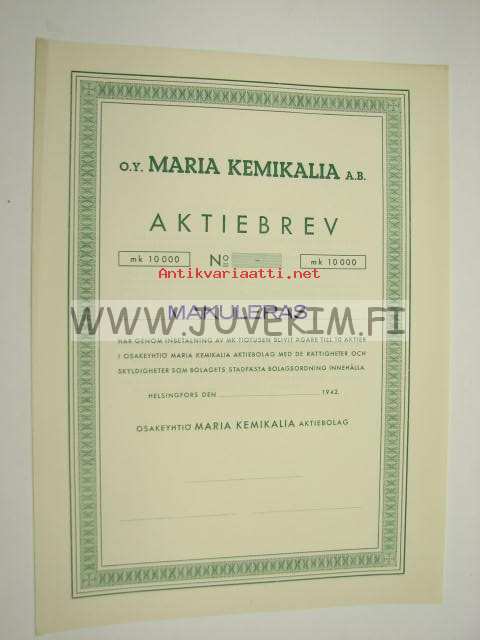 O.Y. MARIA KEMIKALIA A.B.
AKTIEBREV
mk 10 000 No - mk 10 000
Antikvariaatti.net
MAKULERAS
WWW.JUVEKIM.FI
HAR GENOM INBETALNING AV MK TIOTUSEN BLIVIT ÄGARE TILL 10 AKTIER
I OSAKEYHTIÖ MARIA KEMIKALIA AKTIEBOLAG MED DE RÄTTIGHETER OCH
SKYLDIGHETER SOM BOLAGETS STADFÄSTA BOLAGSORDNING INNEHÅLLA.
HELSINGFORS DEN 1942.
OSAKEYHTIÖ MARIA KEMIKALIA AKTIEBOLAG